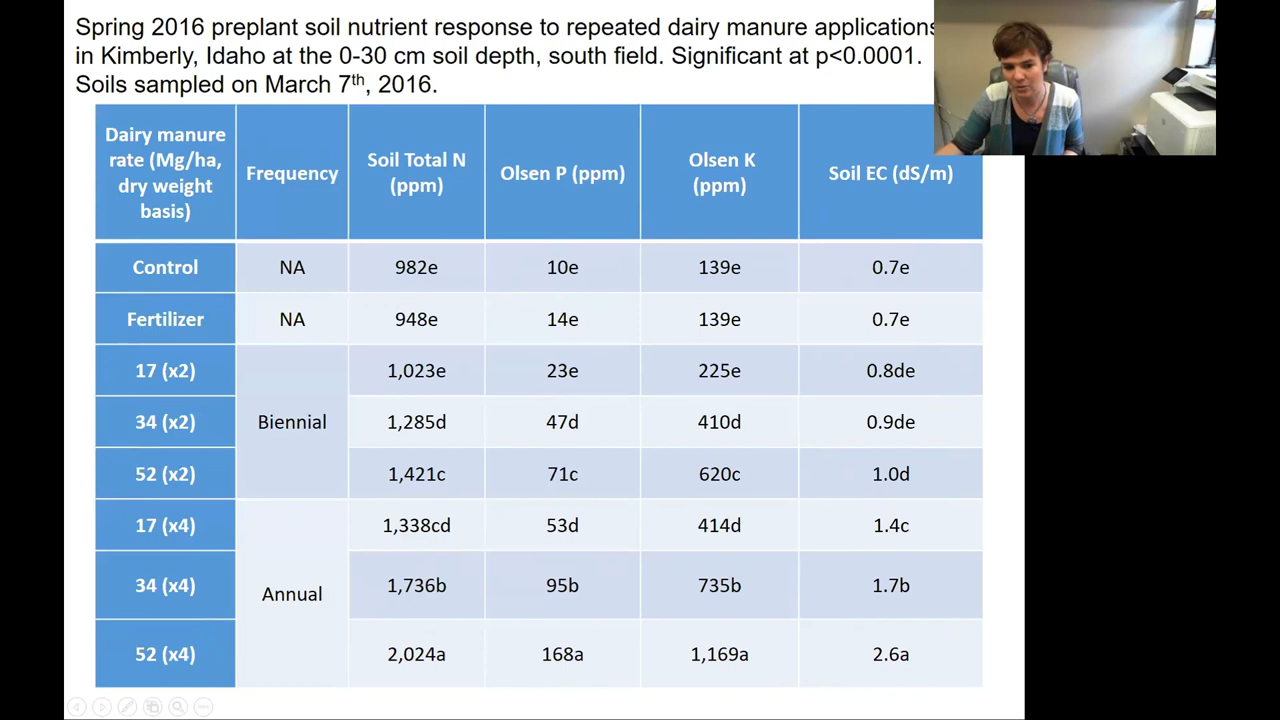 Spring 2016 preplant soil nutrient response to repeated dairy manure applications
in Kimberly, Idaho at the 0-30 cm soil depth, south field. Significant at p<0.0001.
Soils sampled on March 7th, 2016.
Dairy manure
rate (Mg/ha,
dry weight
basis)
Frequency
Soil Total N
(ppm)
Olsen P (ppm)
Olsen K
(ppm)
Soil EC (dS/m)
Control NA 982e 10e 139e 0.7e
Fertilizer NA 948e 14e 139e 0.7e
17 (x2) 1,023e 23e 225e 0.8de
34 (x2) Biennial 1,285d 47d 410d 0.9de
52 (x2) 1,421c 71c 620c 1.0d
17 (x4) 1,338cd 53d 414d 1.4c
34 (x4) Annual 1,736b 95b 735b 1.7b
52 (x4) 2,024a 168a 1,169a 2.6a